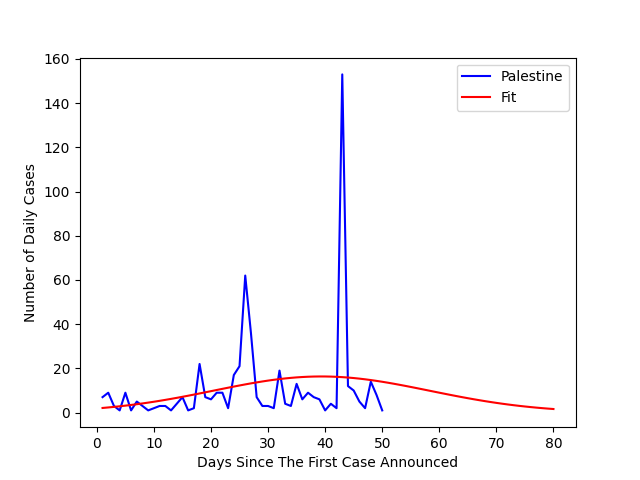 Palestine
Fit
Number of Daily Cases
160
140
120
100
80
60
40
20
0
0 10 20 30 40 50 60 70 80
Days Since The First Case Announced